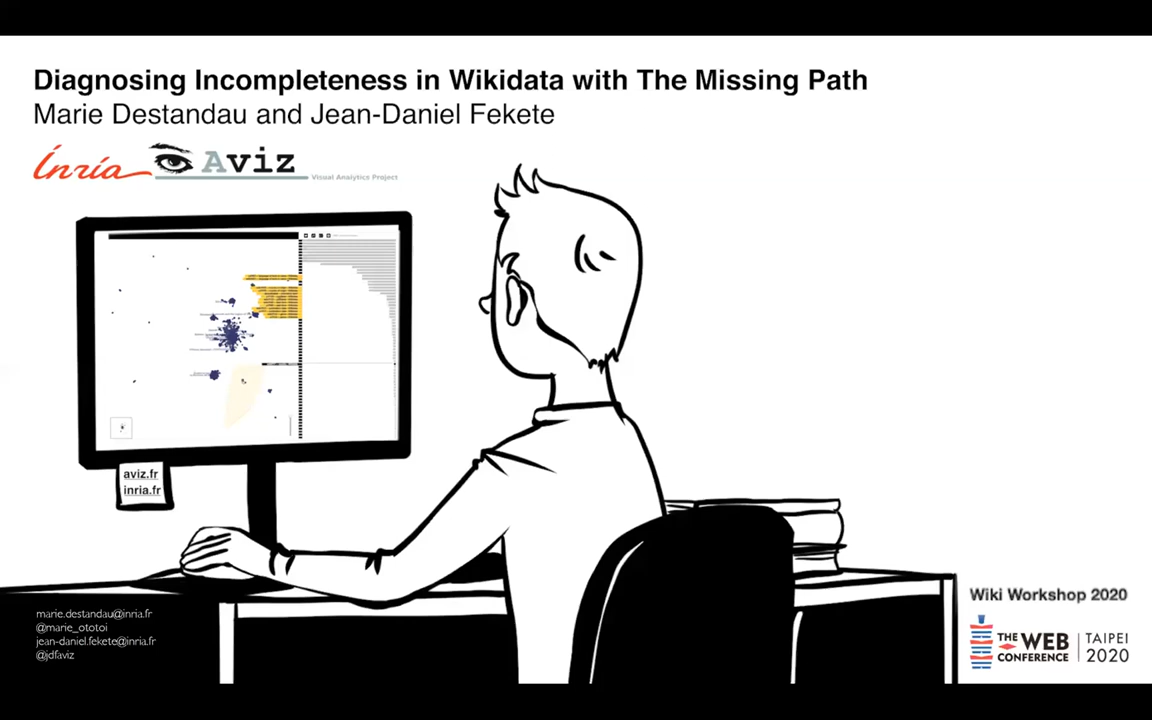 Diagnosing Incompleteness in Wikidata with The Missing Path
Marie Destandau and Jean-Daniel Fekete
Inria
Aviz
Visual Analytics Project
aviz.fr
inria.fr
marie.destandau@inria.fr
@marie_ototoi
jean-daniel.fekete@inria.fr
@jdfaviz
Wiki Workshop 2020
THE WEB
CONFERENCE
TAIPEI
2020